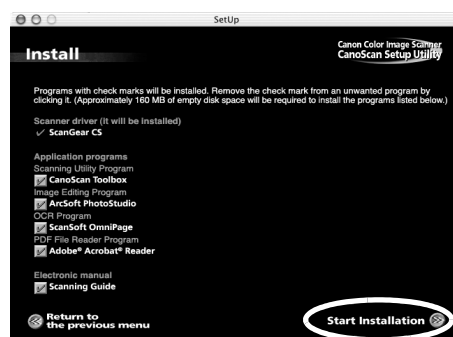 SetUp
Install
Canon Color Image Scanner
CanoScan Setup Utility
Programs with check marks will be installed. Remove the check mark from an unwanted program by
clicking it. (Approximately 160 MB of empty disk space will be required to install the programs listed below.)
Scanner driver (it will be installed)
ScanGear CS
Application programs
Scanning Utility Program
CanoScan Toolbox
Image Editing Program
ArcSoft PhotoStudio
OCR Program
ScanSoft OmniPage
PDF File Reader Program
Adobe® Acrobat® Reader
Electronic manual
Scanning Guide
Return to
the previous menu
Start Installation